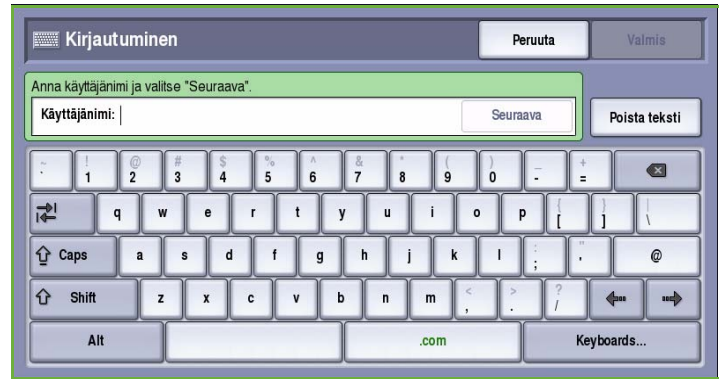 Kirjautuminen Peruuta Valmis
Anna käyttäjänimi ja valitse "Seuraava".
Käyttäjänimi: Seuraava Poista teksti
~ ! @ # $ % ^ & * ( ) _ +
` 1 2 3 4 5 6 7 8 9 0 - =
{ } |
q w e r t y u i o p [ ] \
: "
Caps a s d f g h j k l ; ' @
< > ?
Shift z x c v b n m , . /
Alt .com Keyboards...